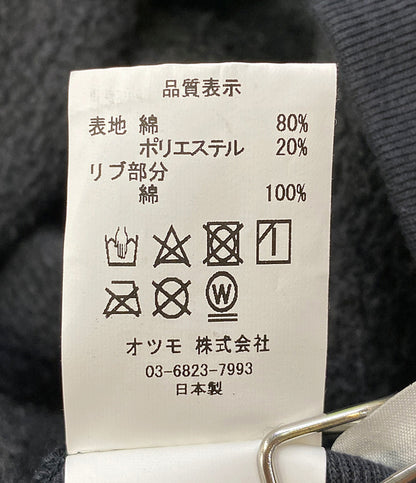 品質表示
表地 綿 80%
ポリエステル 20%
リブ部分
綿 100%
W
オツモ 株式会社
03-6823-7993
日本製